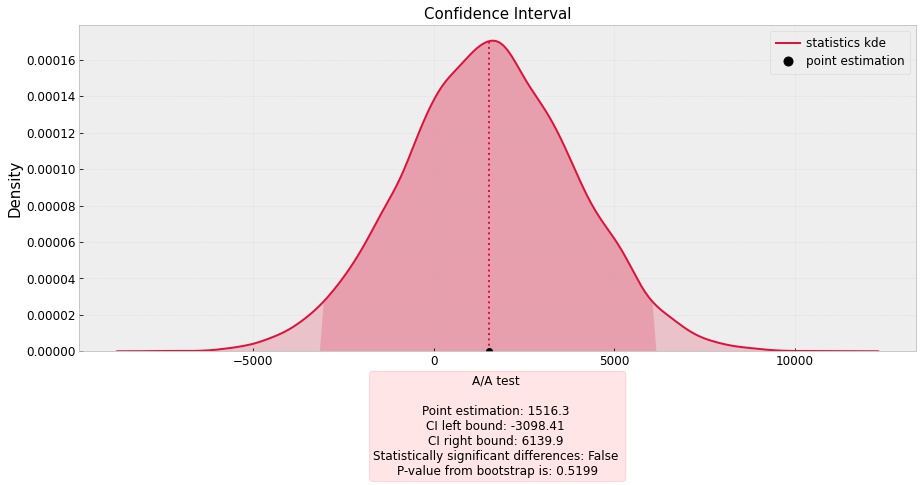 Confidence Interval
statistics kde
point estimation
Density
0.00016
0.00014
0.00012
0.00010
0.00008
0.00006
0.00004
0.00002
0.00000
−5000
0
5000
10000
A/A test
Point estimation: 1516.3
CI left bound: -3098.41
CI right bound: 6139.9
Statistically significant differences: False
P-value from bootstrap is: 0.5199